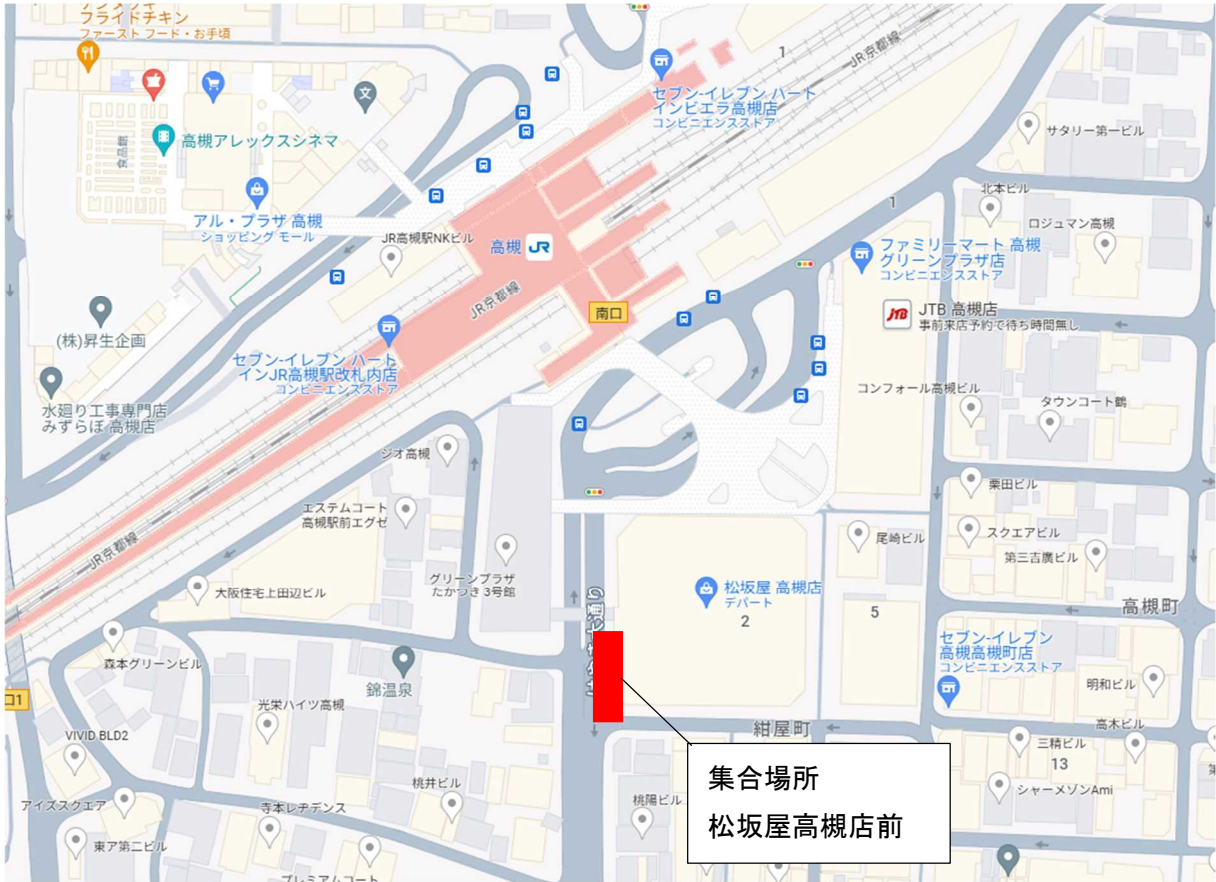 フライドチキン
ファースト フード・お手頃
高槻アレックスシネマ
食品館
文
アル・プラザ 高槻
ショッピング モール
JR高槻駅NKビル
高槻 JR
セブン-イレブン ハート
インビエラ高槻店
コンビニエンスストア
1
JR京都線
サタリー第一ビル
北本ビル
ロジュマン高槻
1
ファミリーマート 高槻
グリーンプラザ店
コンビニエンスストア
JTB
JTB 高槻店
事前来店予約で待ち時間無し
JR京都線
南口
(株)昇生企画
セブン-イレブン ハート
インJR高槻駅改札内店
コンビニエンスストア
水廻り工事専門店
みずらぼ 高槻店
コンフォール高槻ビル
タウンコート鶴
ジオ高槻
エステムコート
高槻駅前エグゼ
栗田ビル
スクエアビル
尾崎ビル
第三吉廣ビル
JR京都線
グリーンプラザ
たかつき 3号館
大阪住宅上田辺ビル
松坂屋 高槻店
デパート
2
5
高槻町
セブン-イレブン
高槻高槻町店
コンビニエンスストア
森本グリーンビル
錦温泉
明和ビル
口1
光栄ハイツ高槻
紺屋町
高木ビル
三精ビル
13
VIVID BLD2
桃井ビル
桃陽ビル
シャーメゾンAmi
アイズスクエア
寺本レヂデンス
東ア第二ビル
プレミアムコート
集合場所
松坂屋高槻店前